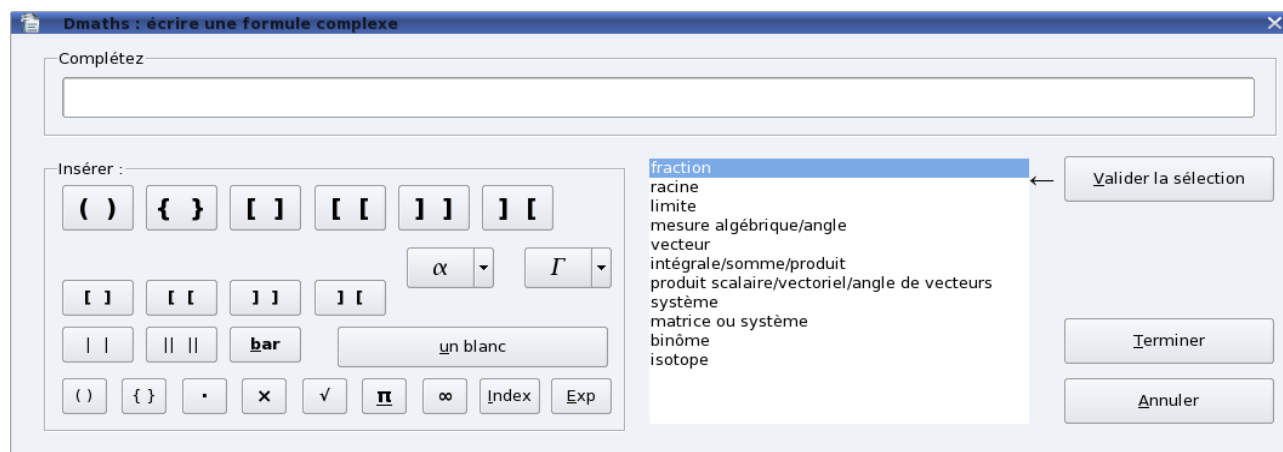 Dmaths : écrire une formule complexe
Complétez
Insérer :
( ) { } [ ] [ [ ] ] ] [
α Γ
[ ] [ [ ] ] ] [
| | || || bar un blanc
( ) { } · × √ π ∞ Index Exp
fraction
racine
limite
mesure algébrique/angle
vecteur
intégrale/somme/produit
produit scalaire/vectoriel/angle de vecteurs
système
matrice ou système
binôme
isotope
← Valider la sélection
Terminer
Annuler